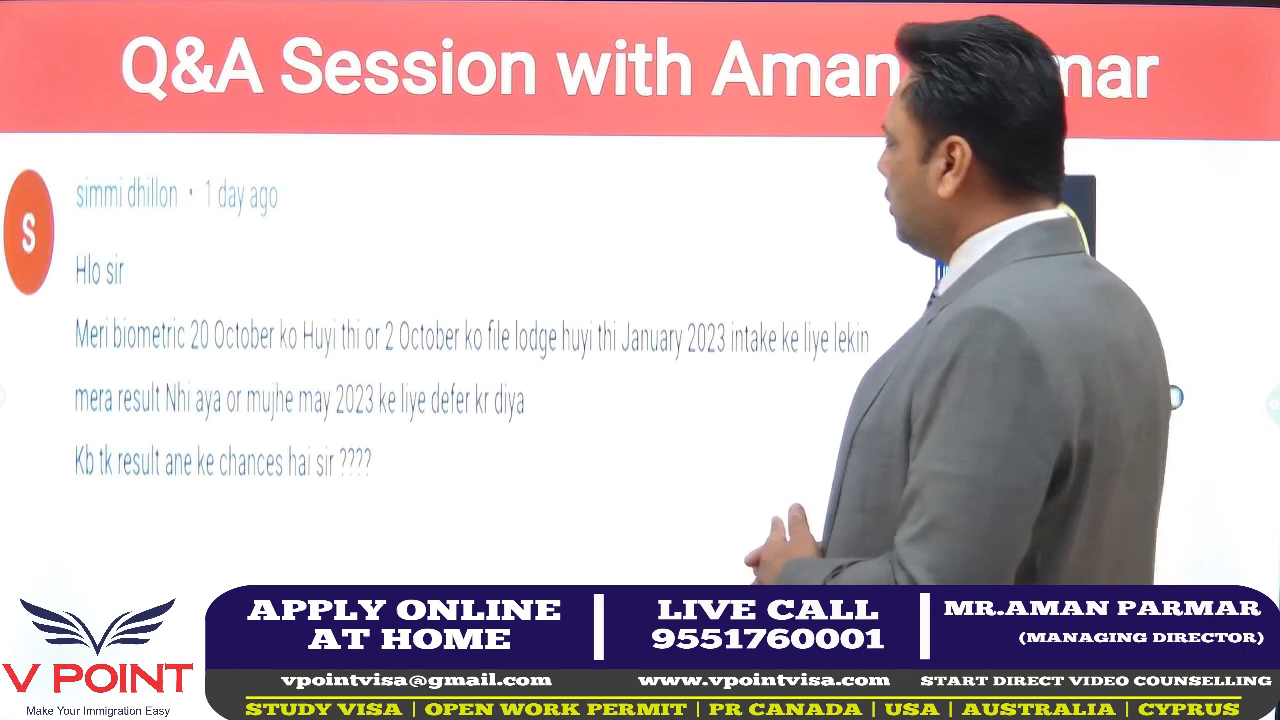 Q&A Session with Aman mar
S
simmi dhillon • 1 day ago
Hlo sir
Meri biometric 20 October ko Huyi thi or 2 October ko file lodge huyi thi January 2023 intake ke liye lekin
mera result Nhi aya or mujhe may 2023 ke liye defer kr diya
Kb tk result ane ke chances hai sir ????
V POINT
Make Your Immigration Easy
APPLY ONLINE
AT HOME
LIVE CALL
9551760001
MR.AMAN PARMAR
(MANAGING DIRECTOR)
vpointvisa@gmail.com
www.vpointvisa.com
START DIRECT VIDEO COUNSELLING
STUDY VISA | OPEN WORK PERMIT | PR CANADA | USA | AUSTRALIA | CYPRUS